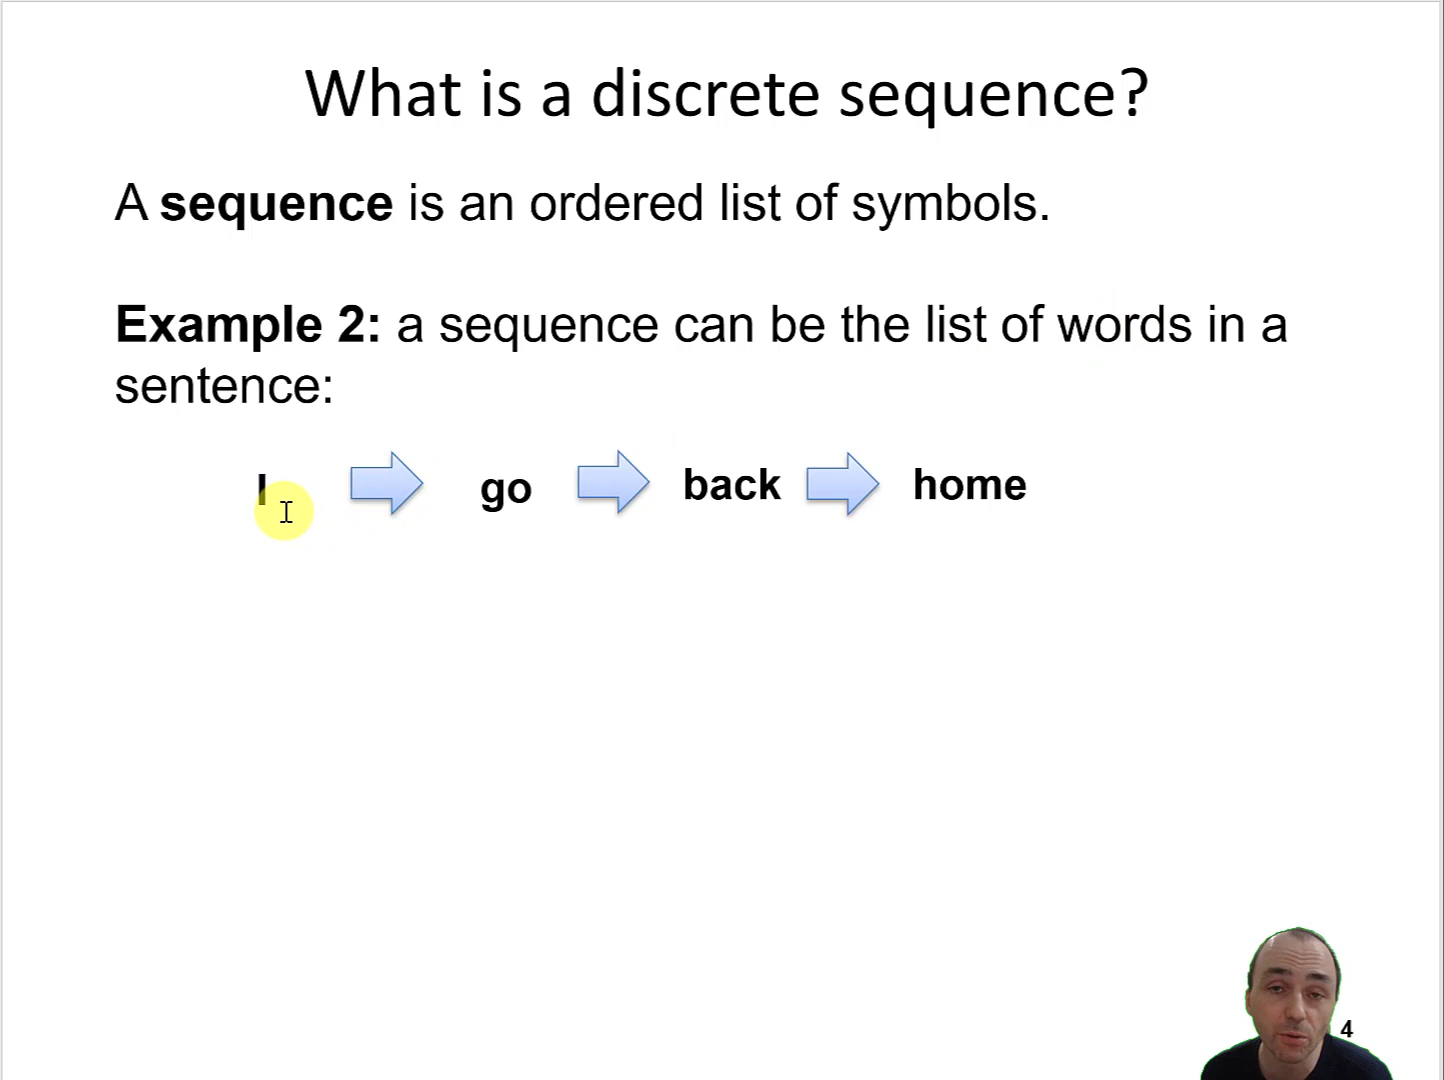 What is a discrete sequence?
A sequence is an ordered list of symbols.
Example 2: a sequence can be the list of words in a
sentence:
I go back home
4